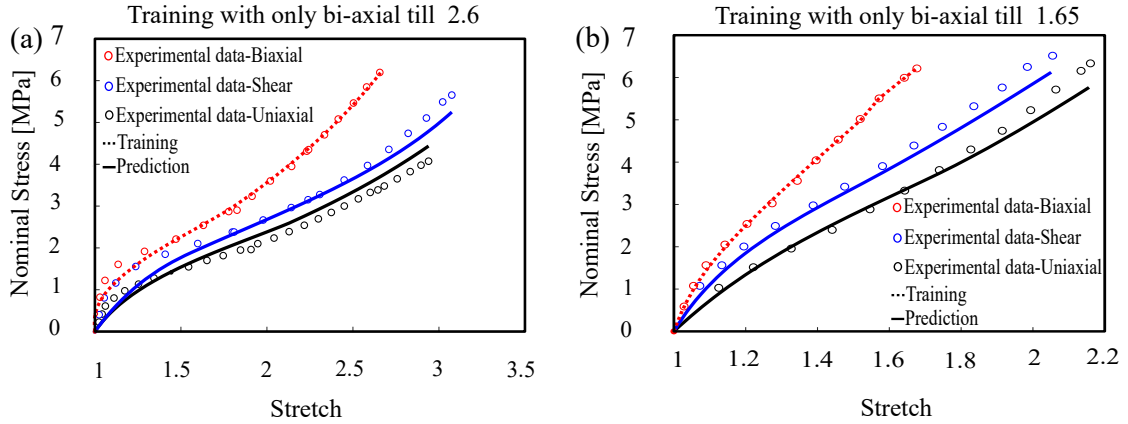 Training with only bi-axial till 2.6
(a)
7
6
5
4
3
2
1
0
Nominal Stress [MPa]
Experimental data-Biaxial
Experimental data-Shear
Experimental data-Uniaxial
Training
Prediction
1 1.5 2 2.5 3 3.5
Stretch
Training with only bi-axial till 1.65
(b)
7
6
5
4
3
2
1
0
Nominal Stress [MPa]
Experimental data-Biaxial
Experimental data-Shear
Experimental data-Uniaxial
Training
Prediction
1 1.2 1.4 1.6 1.8 2 2.2
Stretch